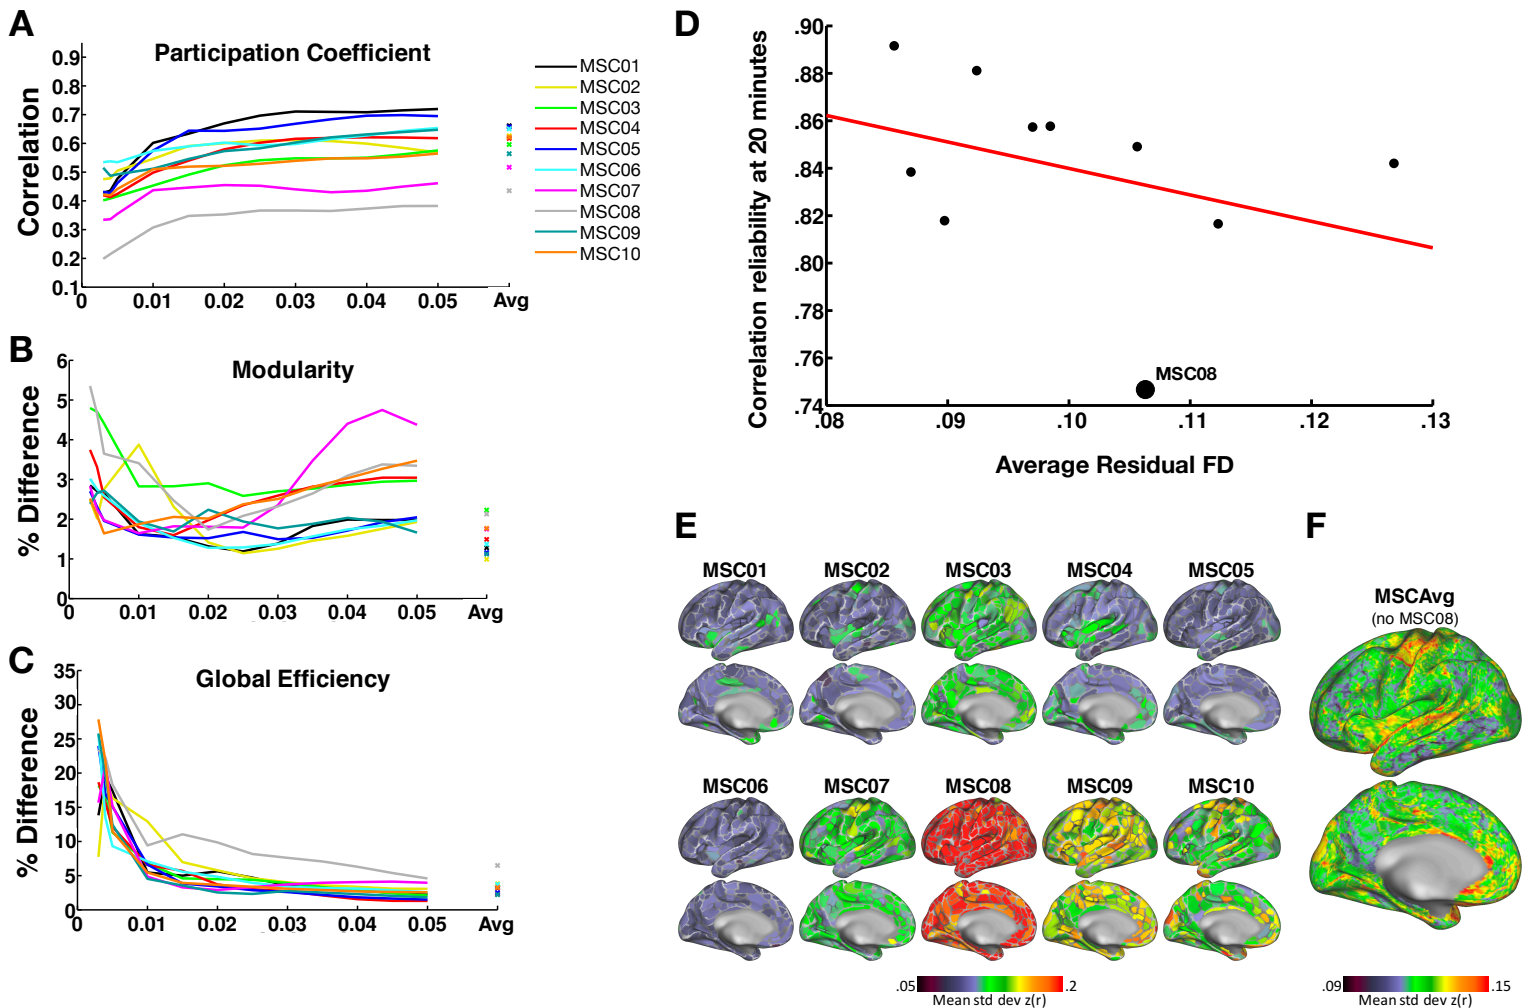 A
Participation Coefficient
Correlation
0.9
0.8
0.7
0.6
0.5
0.4
0.3
0.2
0.1
0 0.01 0.02 0.03 0.04 0.05 Avg
MSC01
MSC02
MSC03
MSC04
MSC05
MSC06
MSC07
MSC08
MSC09
MSC10
B
Modularity
% Difference
6
5
4
3
2
1
0
0.01 0.02 0.03 0.04 0.05 Avg
C
Global Efficiency
% Difference
35
30
25
20
15
10
5
0
0 0.01 0.02 0.03 0.04 0.05 Avg
D
Correlation reliability at 20 minutes
.90
.88
.86
.84
.82
.80
.78
.76
.74
MSC08
.08 .09 .10 .11 .12 .13
Average Residual FD
E
MSC01 MSC02 MSC03 MSC04 MSC05
MSC06 MSC07 MSC08 MSC09 MSC10
.05 .2
Mean std dev z(r)
F
MSCAvg
(no MSC08)
.09 .15
Mean std dev z(r)